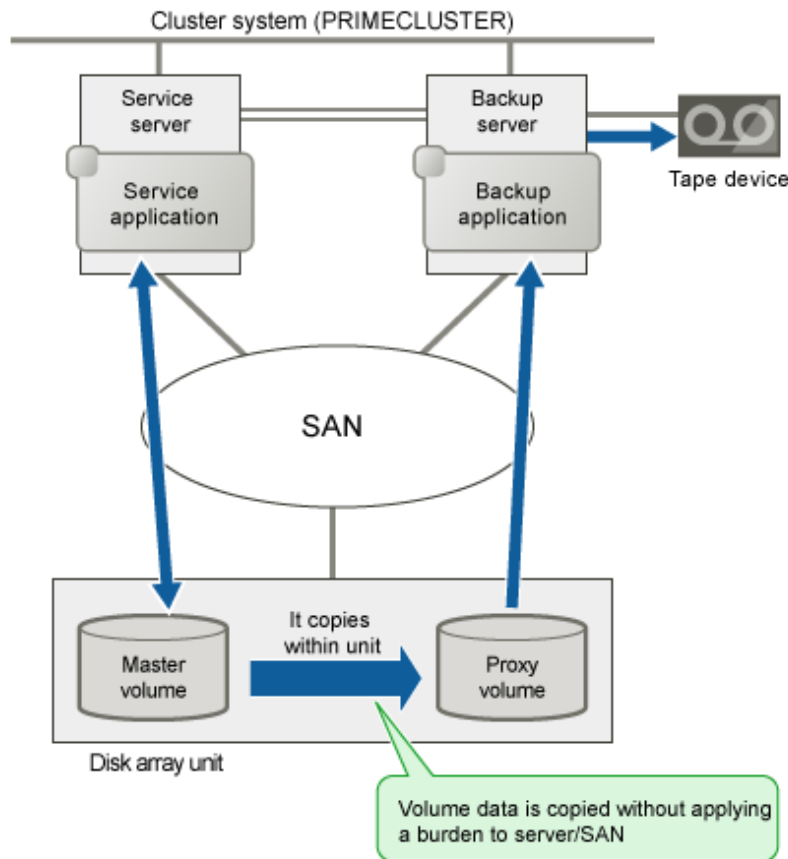 Cluster system (PRIMECLUSTER)
Service
server
Backup
server
Service
application
Backup
application
Tape device
SAN
It copies
within unit
Master
volume
Proxy
volume
Disk array unit
Volume data is copied without applying
a burden to server/SAN